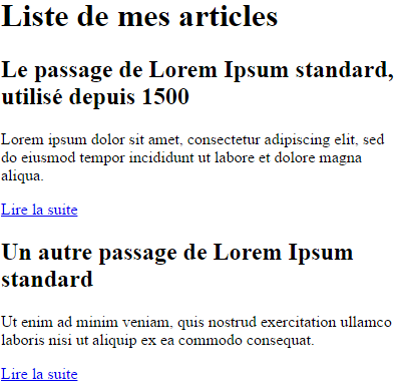 Liste de mes articles
Le passage de Lorem Ipsum standard,
utilisé depuis 1500
Lorem ipsum dolor sit amet, consectetur adipiscing elit, sed
do eiusmod tempor incididunt ut labore et dolore magna
aliqua.
Lire la suite
Un autre passage de Lorem Ipsum
standard
Ut enim ad minim veniam, quis nostrud exercitation ullamco
laboris nisi ut aliquip ex ea commodo consequat.
Lire la suite